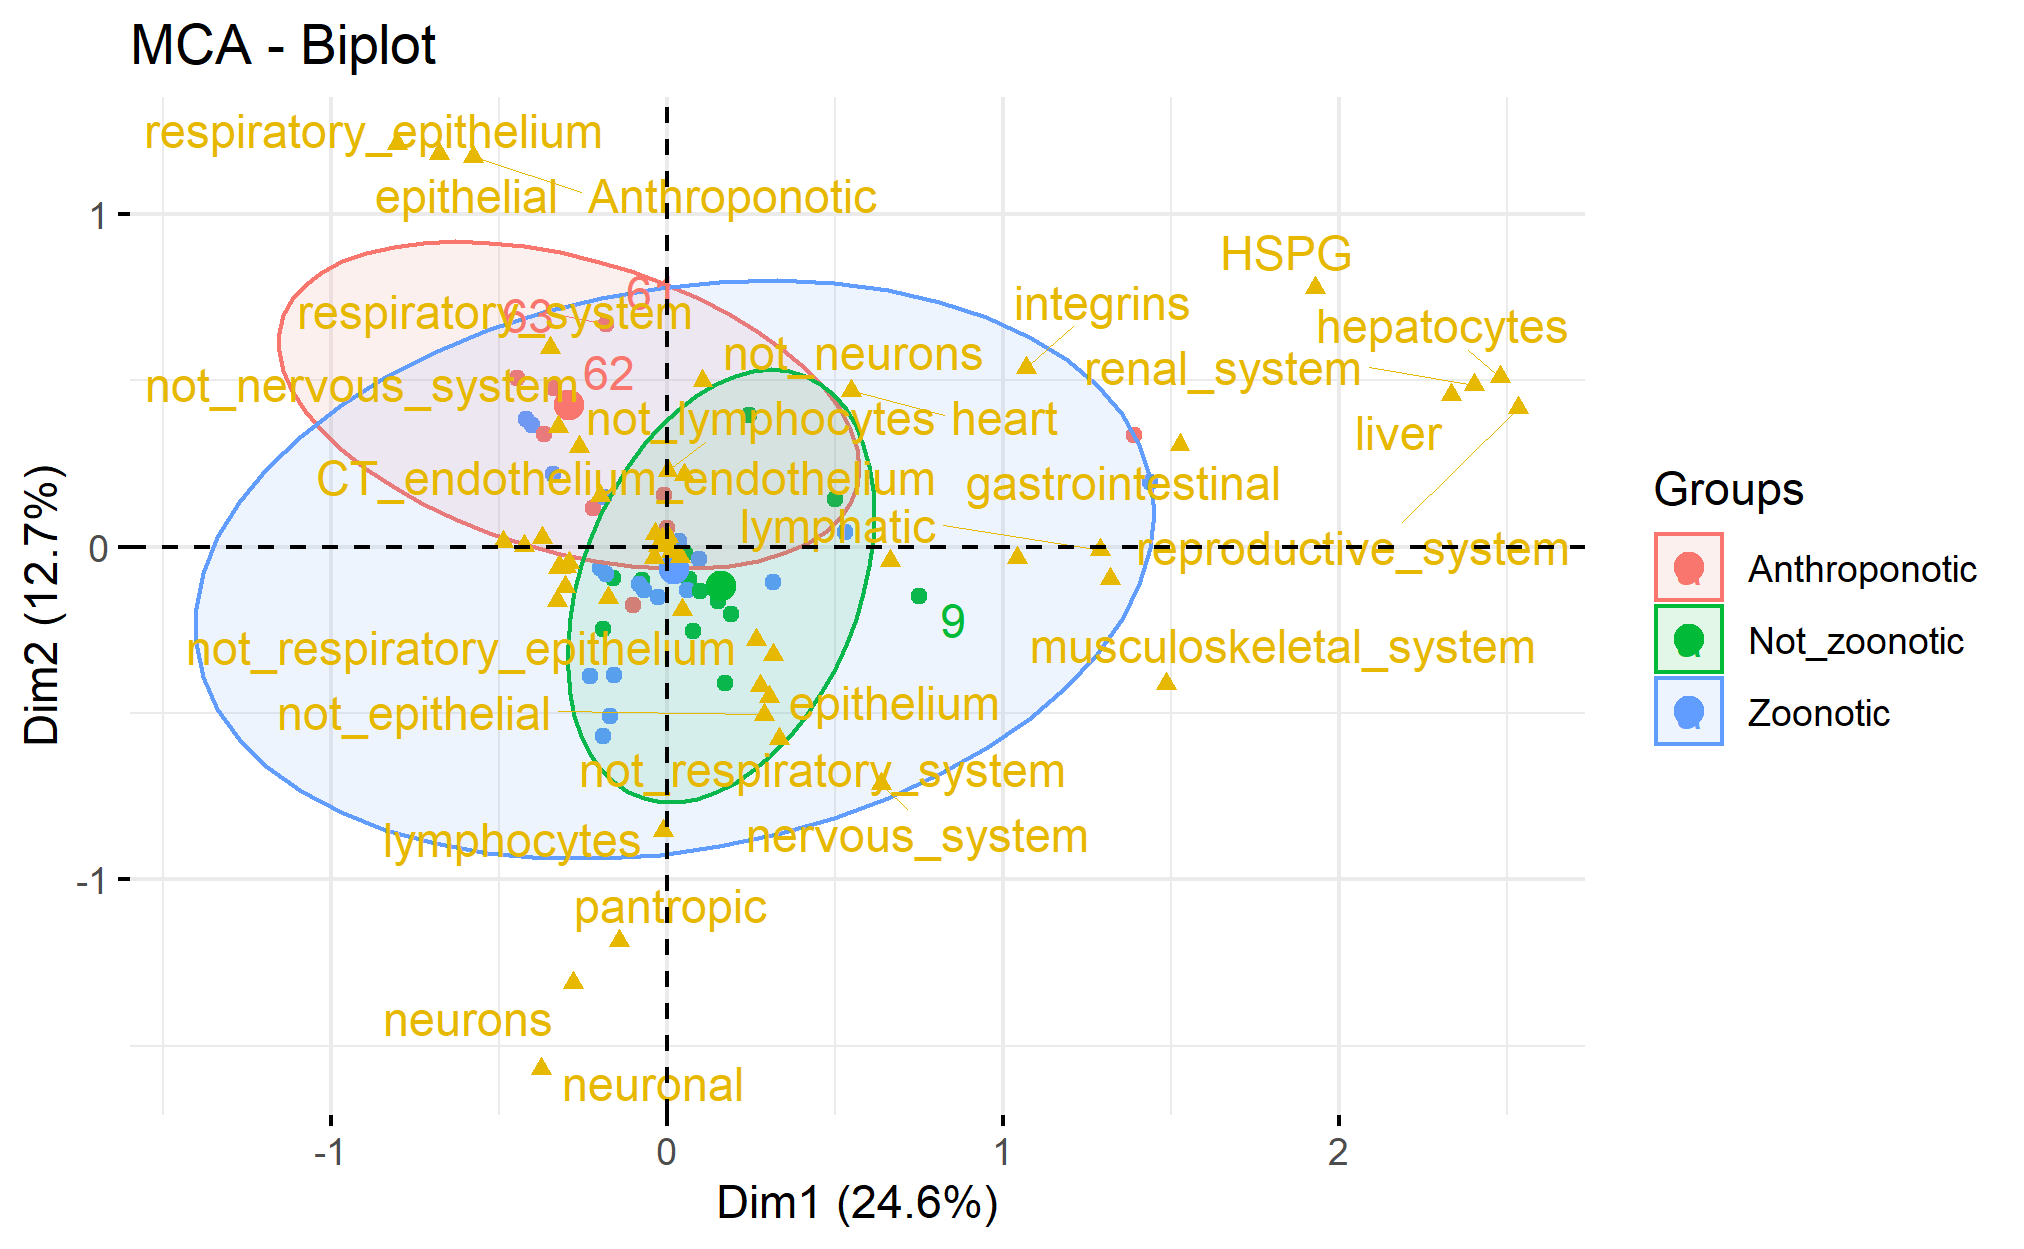 MCA - Biplot
respiratory_epithelium
epithelial
Anthroponotic
HSPG
integrins
63
respiratory_system
hepatocytes
not_neurons
renal_system
62
not_nervous_system
not_lymphocytes
heart
liver
CT_endothelium
_endothelium
gastrointestinal
lymphatic
reproductive_system
9
not_respiratory_epithelium
musculoskeletal_system
not_epithelial
epithelium
not_respiratory_system
lymphocytes
nervous_system
pantropic
neurons
neuronal
1
0
-1
Dim2 (12.7%)
-1
0
1
2
Dim1 (24.6%)
Groups
Anthroponotic
Not_zoonotic
Zoonotic